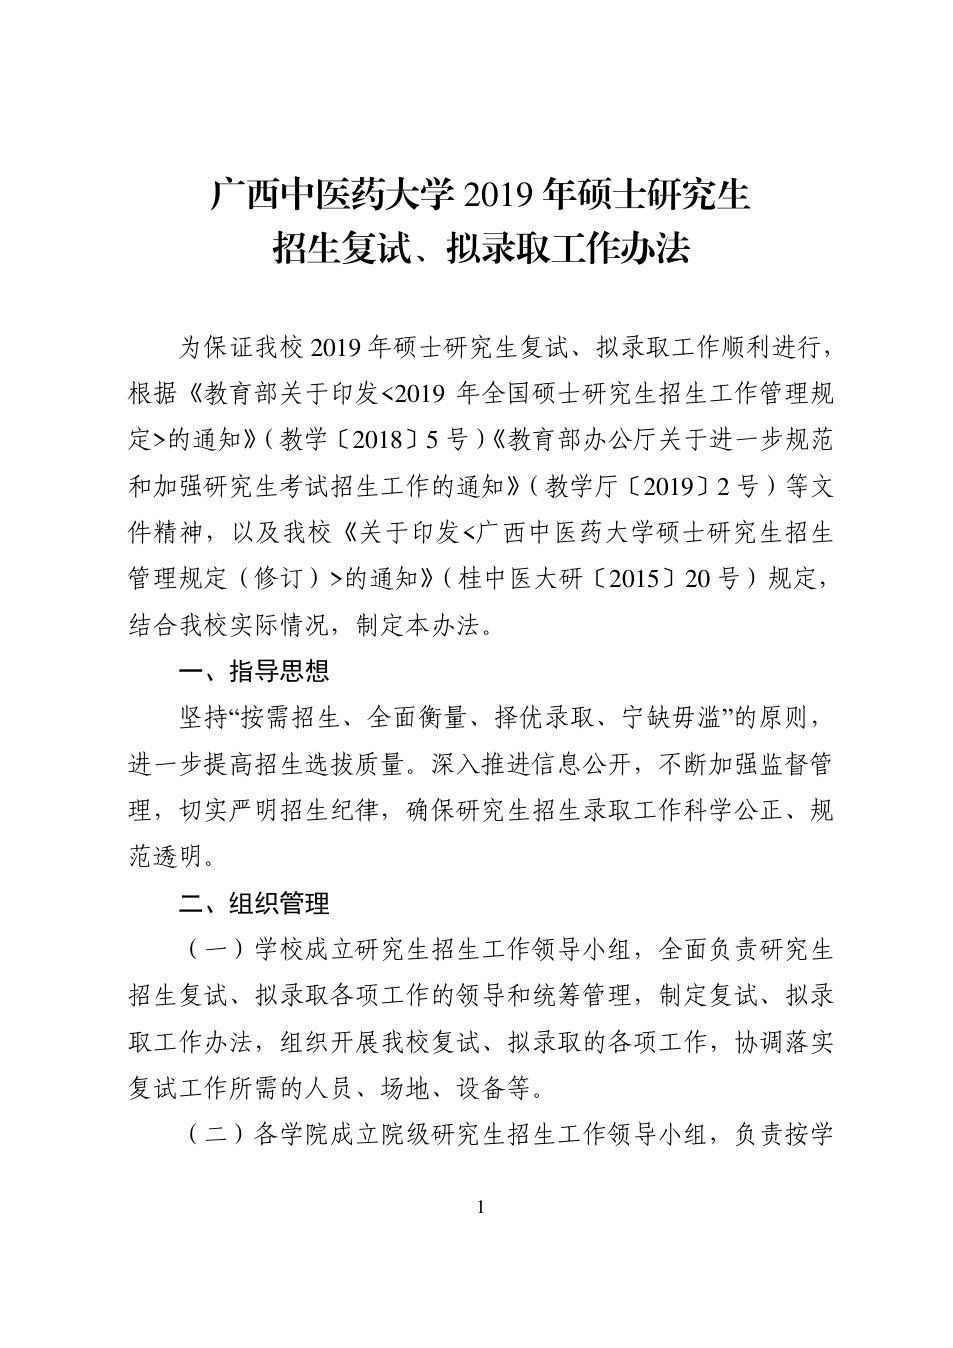 广西中医药大学 2019 年硕士研究生
招生复试、拟录取工作办法
为保证我校 2019 年硕士研究生复试、拟录取工作顺利进行，
根据《教育部关于印发<2019 年全国硕士研究生招生工作管理规
定>的通知》（教学〔2018〕5 号）《教育部办公厅关于进一步规范
和加强研究生考试招生工作的通知》（教学厅〔2019〕2 号）等文
件精神，以及我校《关于印发<广西中医药大学硕士研究生招生
管理规定（修订）>的通知》（桂中医大研〔2015〕20 号）规定，
结合我校实际情况，制定本办法。
一、指导思想
坚持“按需招生、全面衡量、择优录取、宁缺毋滥”的原则，
进一步提高招生选拔质量。深入推进信息公开，不断加强监督管
理，切实严明招生纪律，确保研究生招生录取工作科学公正、规
范透明。
二、组织管理
（一）学校成立研究生招生工作领导小组，全面负责研究生
招生复试、拟录取各项工作的领导和统筹管理，制定复试、拟录
取工作办法，组织开展我校复试、拟录取的各项工作，协调落实
复试工作所需的人员、场地、设备等。
（二）各学院成立院级研究生招生工作领导小组，负责按学
1